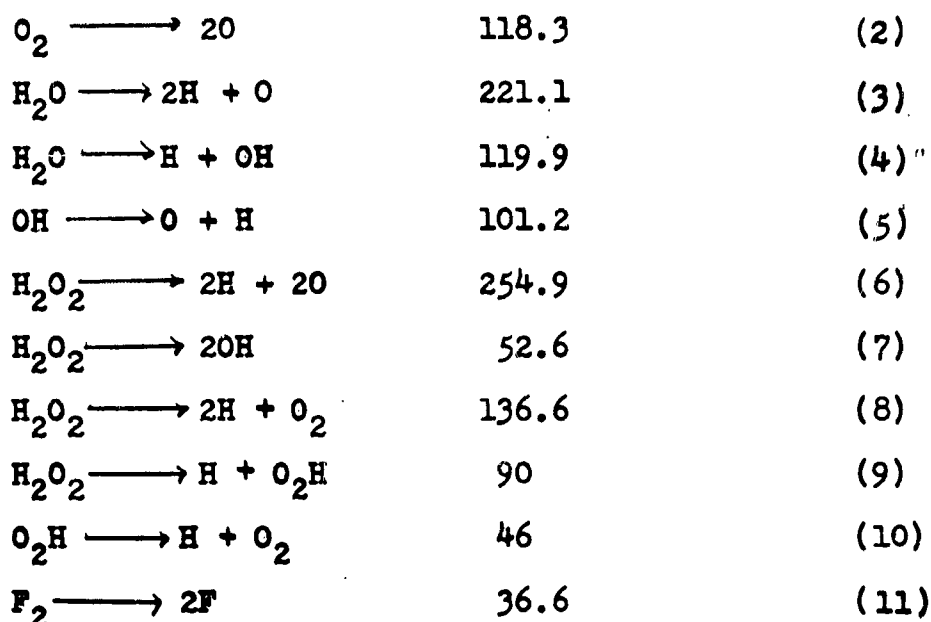 O₂ ⟶ 2O 118.3 (2)
H₂O ⟶ 2H + O 221.1 (3)
H₂O ⟶ H + OH 119.9 (4)
OH ⟶ O + H 101.2 (5)
H₂O₂ ⟶ 2H + 2O 254.9 (6)
H₂O₂ ⟶ 2OH 52.6 (7)
H₂O₂ ⟶ 2H + O₂ 136.6 (8)
H₂O₂ ⟶ H + O₂H 90 (9)
O₂H ⟶ H + O₂ 46 (10)
F₂ ⟶ 2F 36.6 (11)